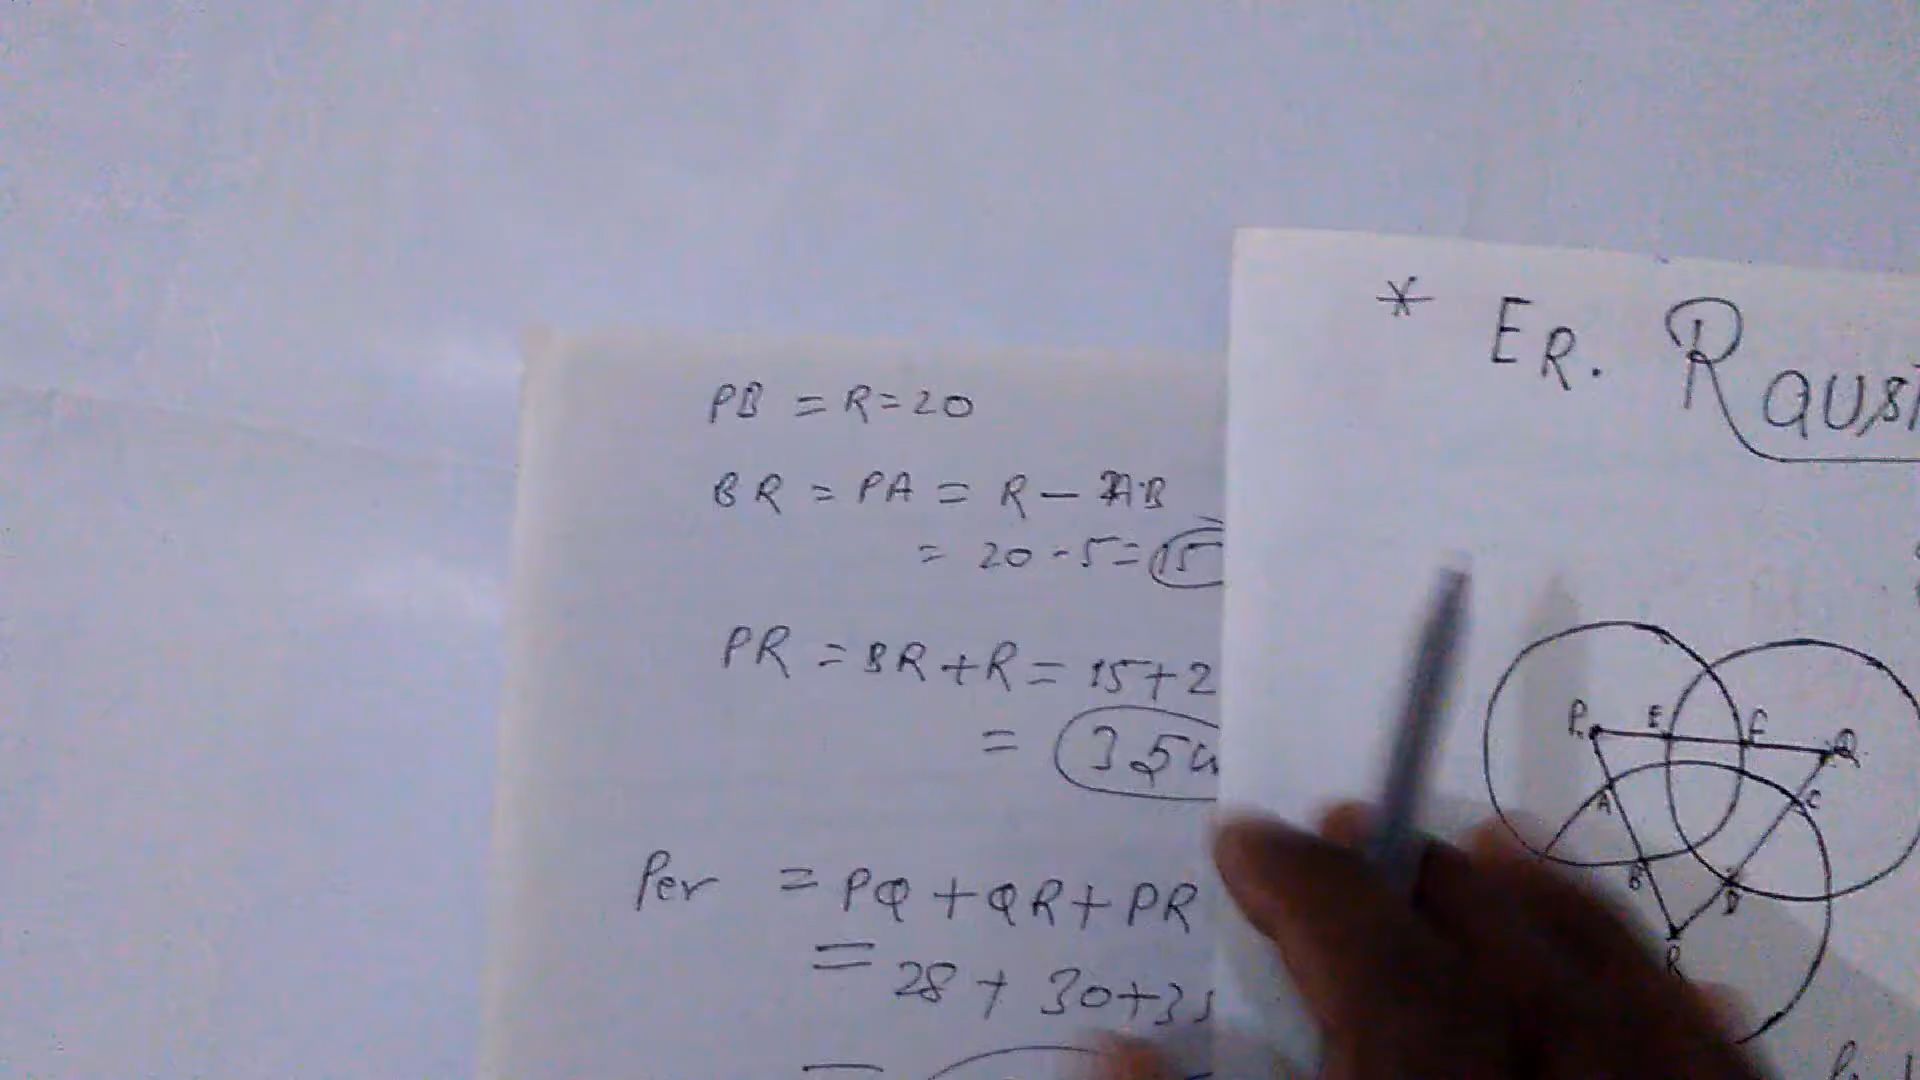 PB = R = 20
BR = PA = R - AB
= 20 - 5 = 15
PR = BR + R = 15 + 2
= 35
Per = PQ + QR + PR
= 28 + 30 + 3
=
* ER.
P E F Q
A C
B D
R